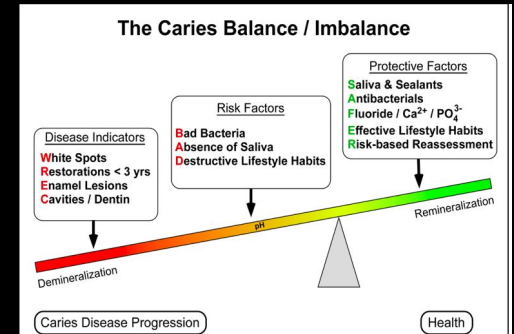 The Caries Balance / Imbalance
Disease Indicators
White Spots
Restorations < 3 yrs
Enamel Lesions
Cavities / Dentin
Risk Factors
Bad Bacteria
Absence of Saliva
Destructive Lifestyle Habits
Protective Factors
Saliva & Sealants
Antibacterials
Fluoride / Ca²⁺ / PO₄³⁻
Effective Lifestyle Habits
Risk-based Reassessment
pH
Demineralization
Remineralization
Caries Disease Progression
Health